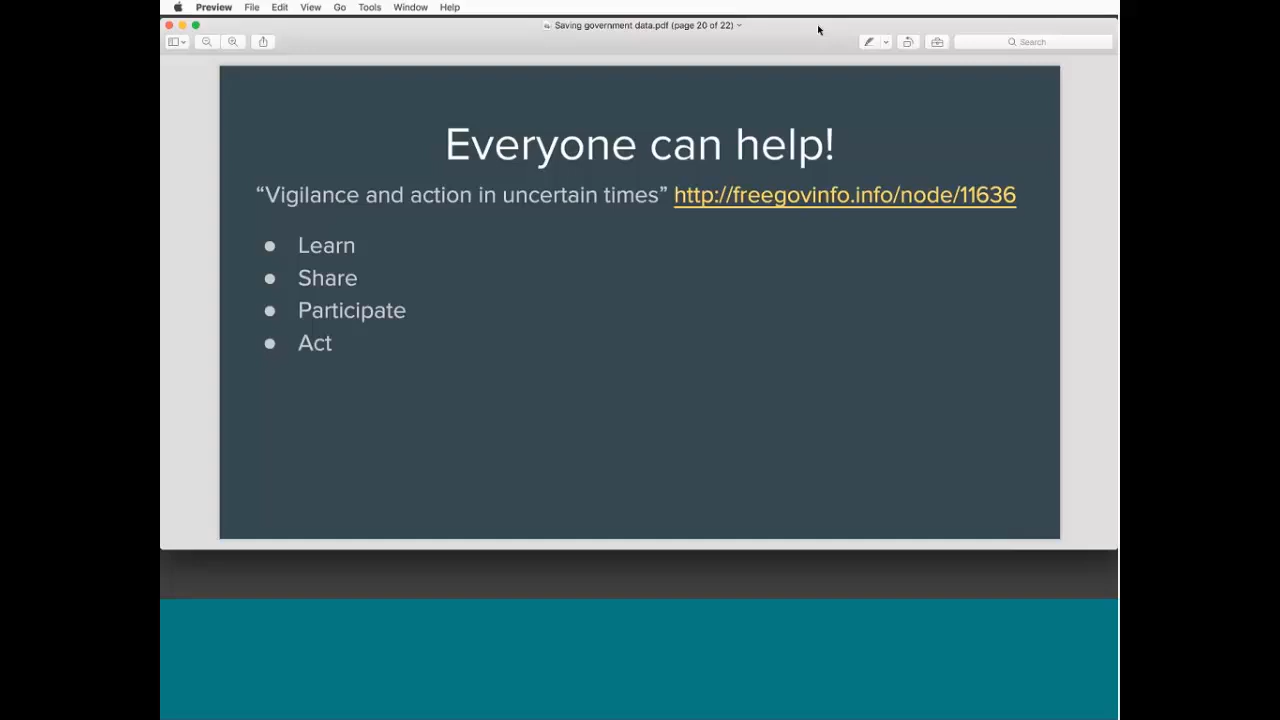 Preview File Edit View Go Tools Window Help
Saving government data.pdf (page 20 of 22)
Search
Everyone can help!
“Vigilance and action in uncertain times” http://freegovinfo.info/node/11636
● Learn
● Share
● Participate
● Act